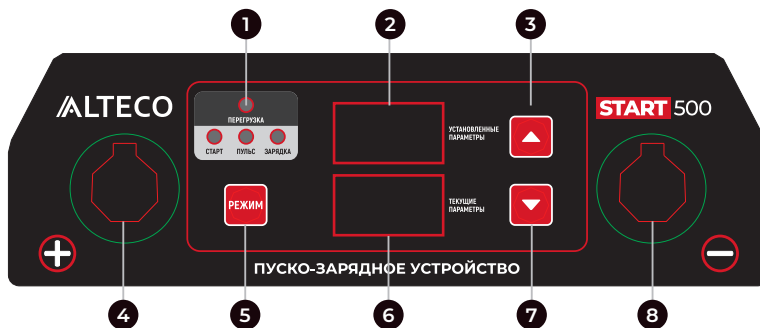 1 2 3
ALTECO
ПЕРЕГРУЗКА
СТАРТ ПУЛЬС ЗАРЯДКА
УСТАНОВЛЕННЫЕ
ПАРАМЕТРЫ
START 500
РЕЖИМ
ТЕКУЩИЕ
ПАРАМЕТРЫ
+ −
ПУСКО-ЗАРЯДНОЕ УСТРОЙСТВО
4 5 6 7 8